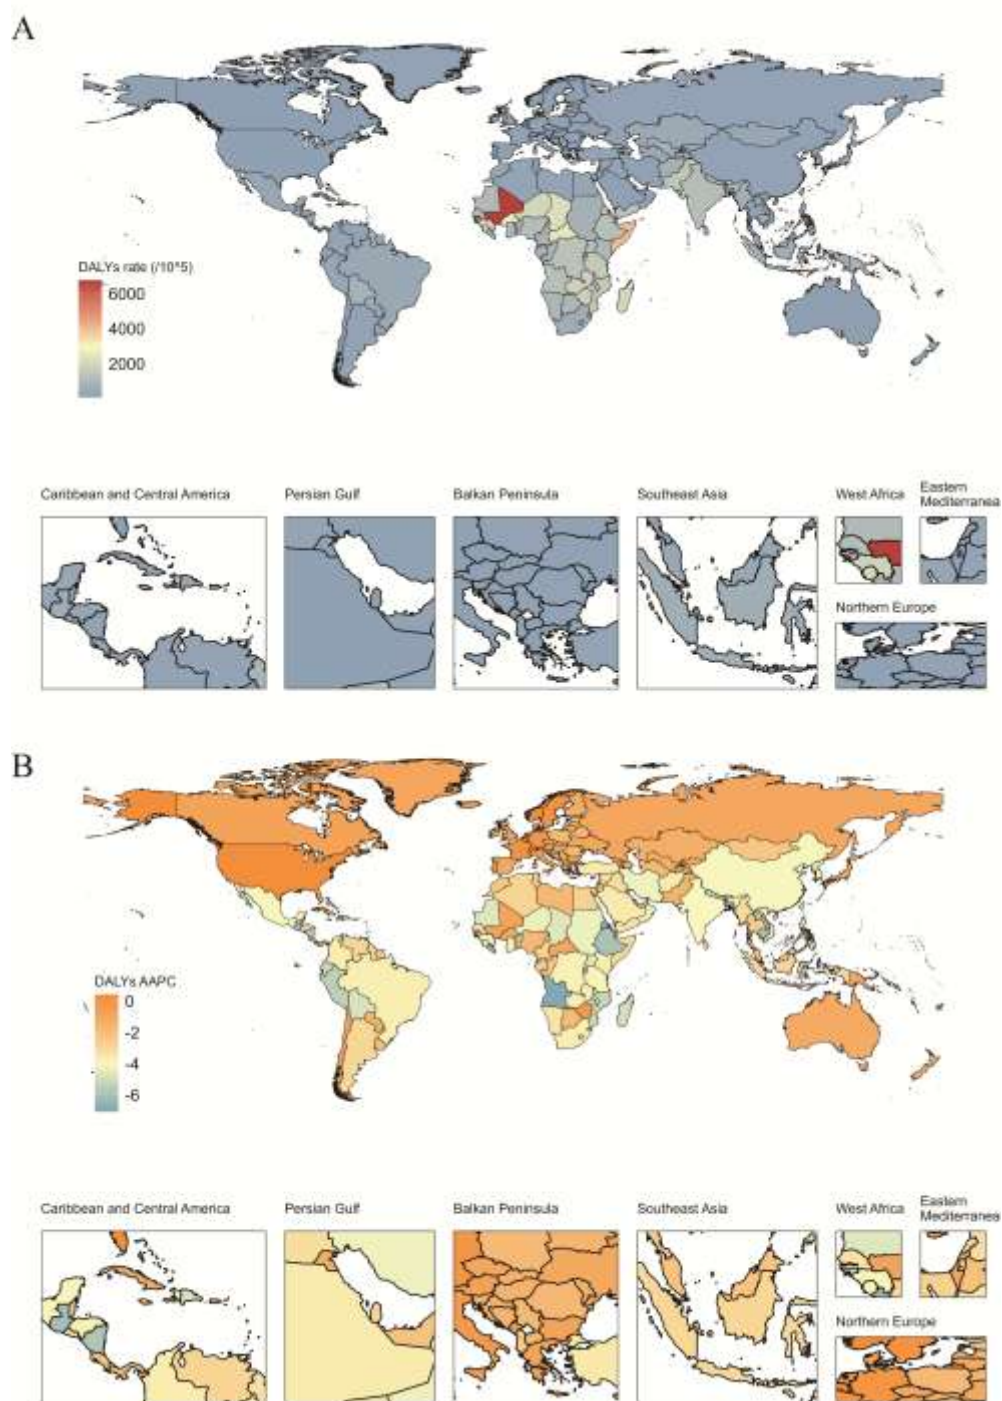 A
DALYs rate (/10^5)
6000
4000
2000
Caribbean and Central America
Persian Gulf
Balkan Peninsula
Southeast Asia
West Africa
Eastern
Mediterranea
Northern Europe
B
DALYs AAPC
0
-2
-4
-6
Caribbean and Central America
Persian Gulf
Balkan Peninsula
Southeast Asia
West Africa
Eastern
Mediterranea
Northern Europe